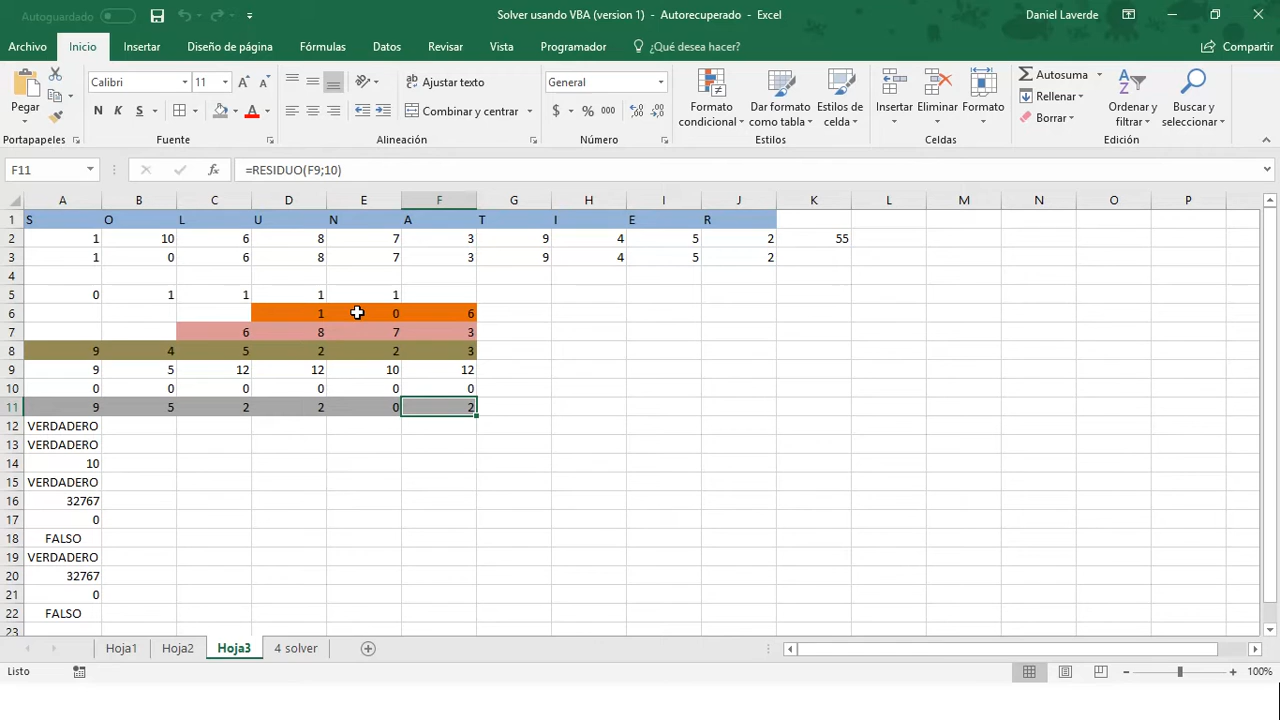 Autoguardado
Solver usando VBA (version 1) - Autorecuperado - Excel
Daniel Laverde
Archivo Inicio Insertar Diseño de página Fórmulas Datos Revisar Vista Programador ¿Qué desea hacer? Compartir
Pegar
Calibri 11
N K S
Ajustar texto
Combinar y centrar
General
$ % 000
Formato condicional
Dar formato como tabla
Estilos de celda
Insertar
Eliminar
Formato
Autosuma
Rellenar
Borrar
Ordenar y filtrar
Buscar y seleccionar
Portapapeles Fuente Alineación Número Estilos Celdas Edición
F11 fx =RESIDUO(F9;10)
A B C D E F G H I J K L M N O P
1 S O L U N A T I E R
2 1 10 6 8 7 3 9 4 5 2 55
3 1 0 6 8 7 3 9 4 5 2
4
5 0 1 1 1 1
6 1 0 6
7 6 8 7 3
8 9 4 5 2 2 3
9 9 5 12 12 10 12
10 0 0 0 0 0 0
11 9 5 2 2 0 2
12 VERDADERO
13 VERDADERO
14 10
15 VERDADERO
16 32767
17 0
18 FALSO
19 VERDADERO
20 32767
21 0
22 FALSO
23
Hoja1 Hoja2 Hoja3 4 solver
Listo
100%